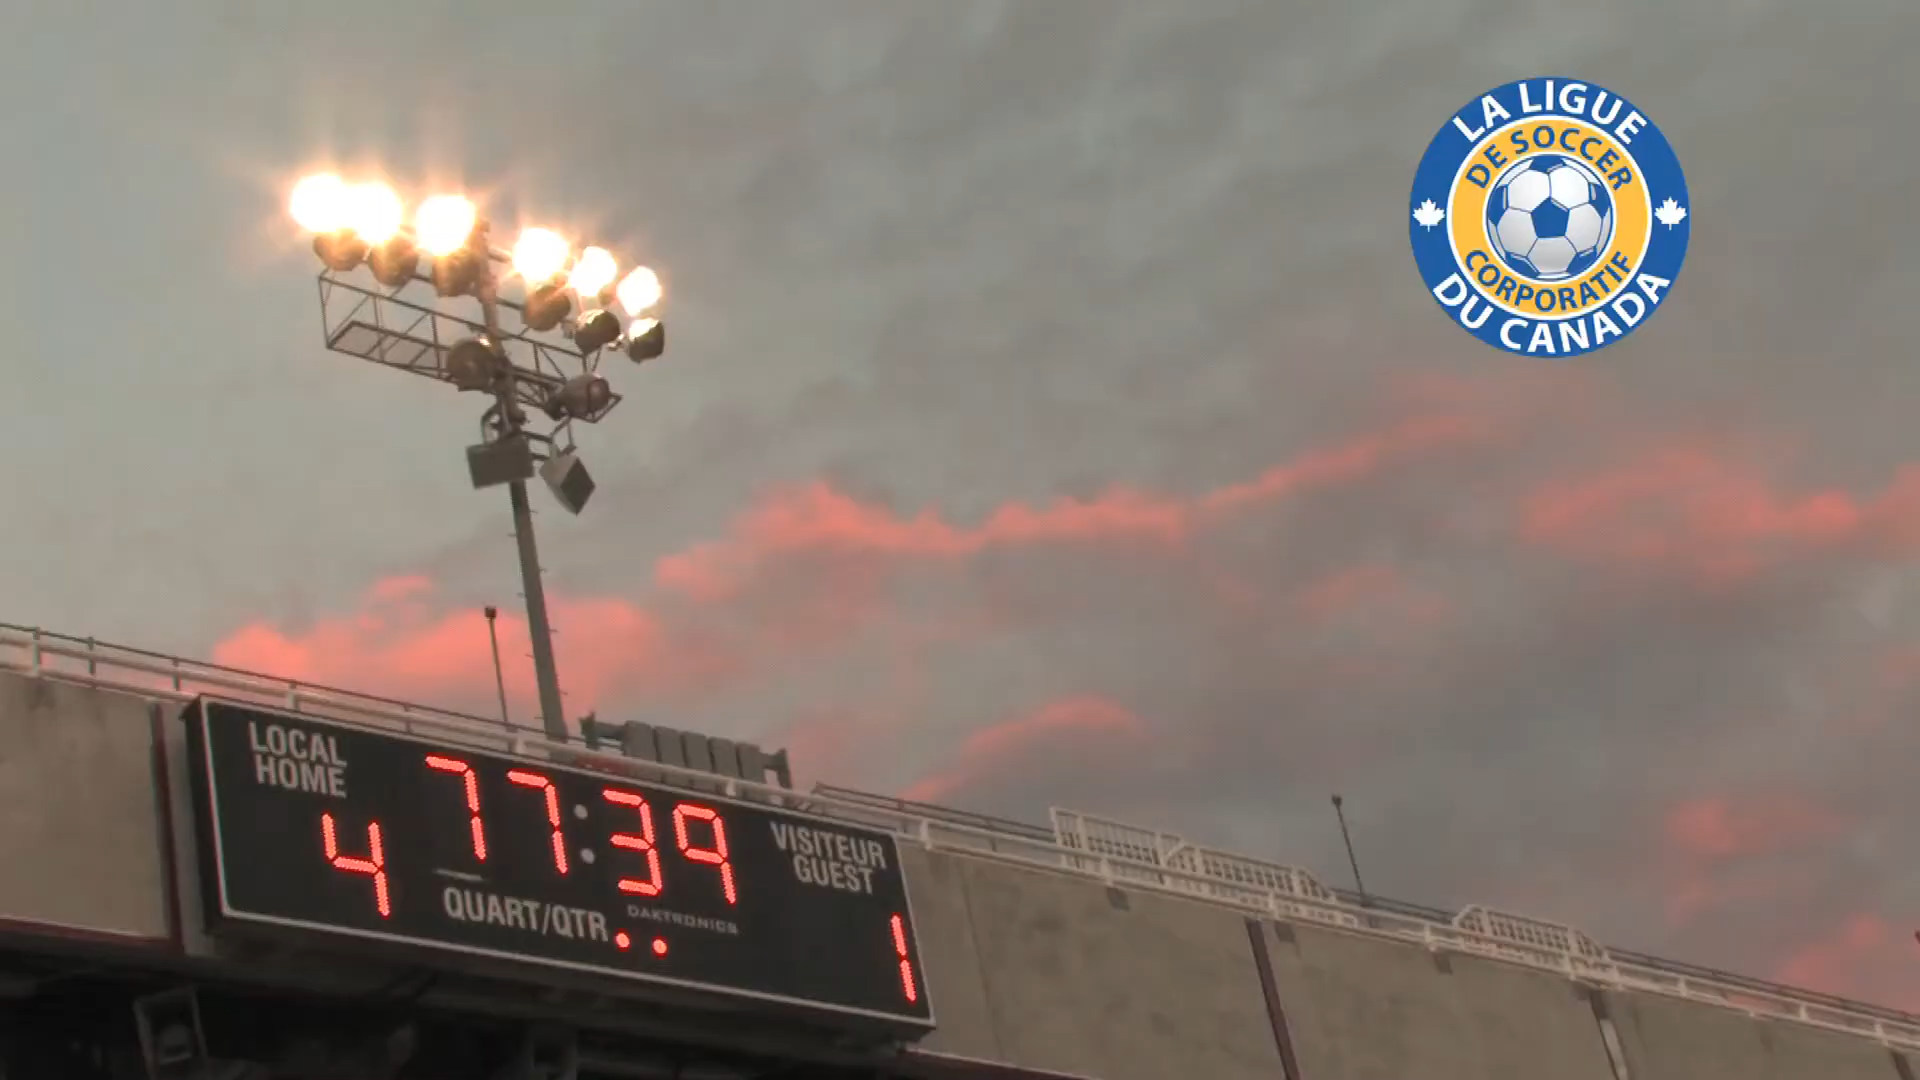 LA LIGUE
DE SOCCER
CORPORATIF
DU CANADA
LOCAL
HOME
77:39
VISITEUR
GUEST
4
QUART/QTR
DAKTRONICS
1